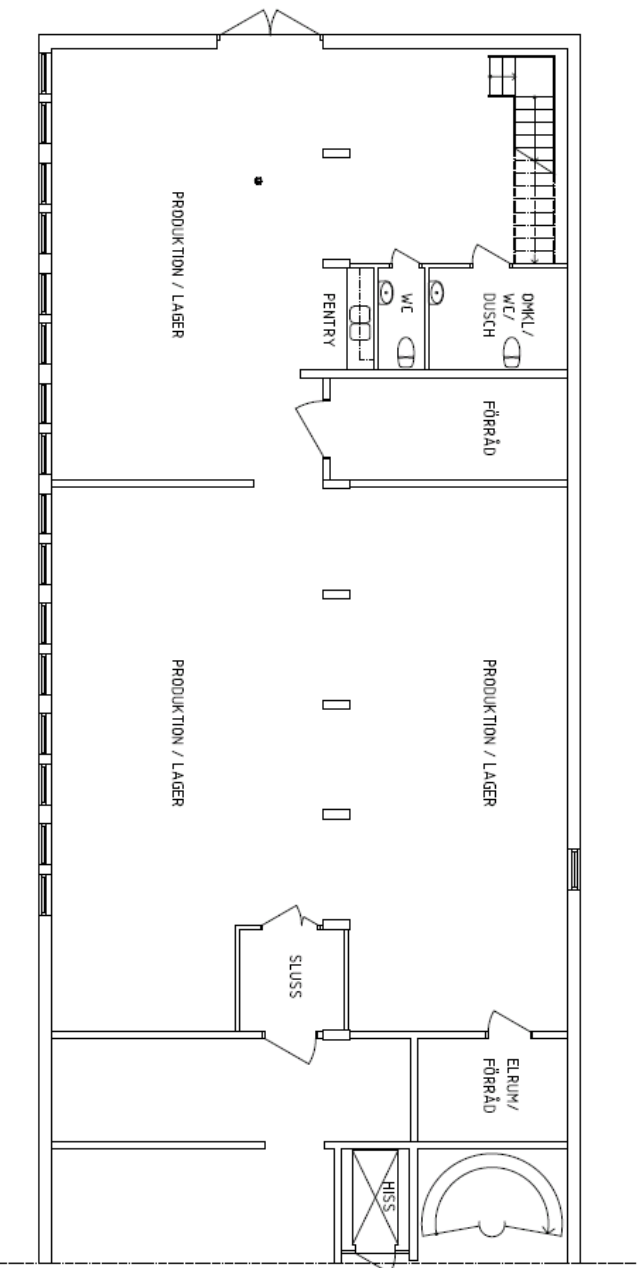 PRODUKTION / LAGER
PENTRY
WC
OMKL/
WC/
DUSCH
FÖRRÅD
PRODUKTION / LAGER
PRODUKTION / LAGER
SLUSS
ELRUM/
FÖRRÅD
HISS